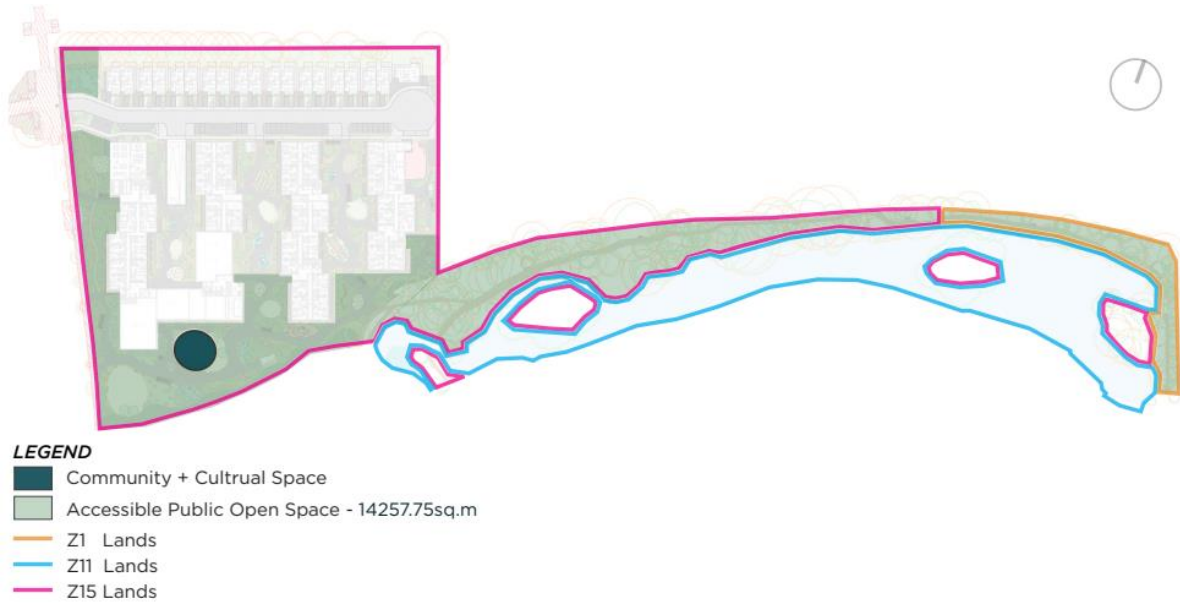 LEGEND
Community + Cultrual Space
Accessible Public Open Space - 14257.75sq.m
Z1 Lands
Z11 Lands
Z15 Lands